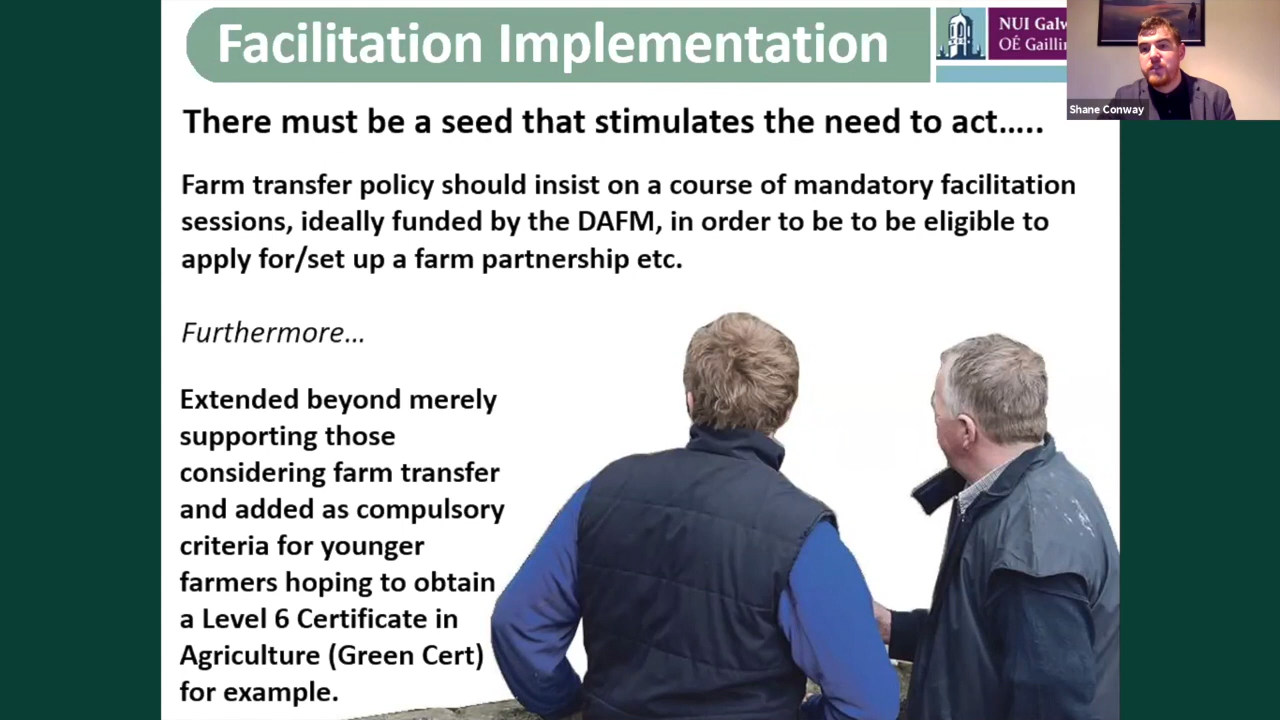 Facilitation Implementation
NUI Galw
OÉ Gaillin
Shane Conway
There must be a seed that stimulates the need to act…..
Farm transfer policy should insist on a course of mandatory facilitation
sessions, ideally funded by the DAFM, in order to be to be eligible to
apply for/set up a farm partnership etc.
Furthermore…
Extended beyond merely
supporting those
considering farm transfer
and added as compulsory
criteria for younger
farmers hoping to obtain
a Level 6 Certificate in
Agriculture (Green Cert)
for example.